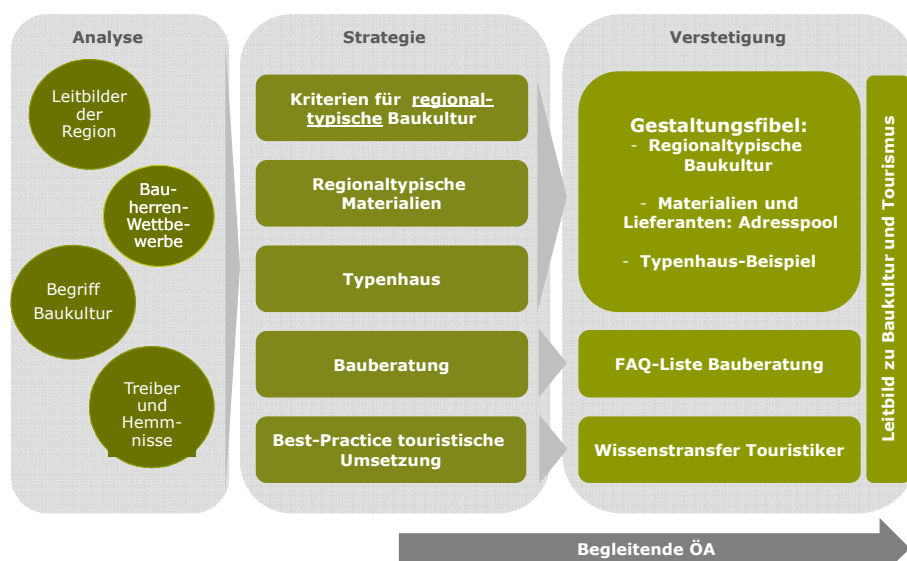 Analyse
Leitbilder
der
Region
Bau-
herren-
Wettbe-
werbe
Begriff
Baukultur
Treiber
und
Hemm-
nisse
Strategie
Kriterien für regional-
typische Baukultur
Regionaltypische
Materialien
Typenhaus
Bauberatung
Best-Practice touristische
Umsetzung
Verstetigung
Gestaltungsfibel:
- Regionaltypische
Baukultur
- Materialien und
Lieferanten: Adresspool
- Typenhaus-Beispiel
FAQ-Liste Bauberatung
Wissenstransfer Touristiker
Leitbild zu Baukultur und Tourismus
Begleitende ÖA